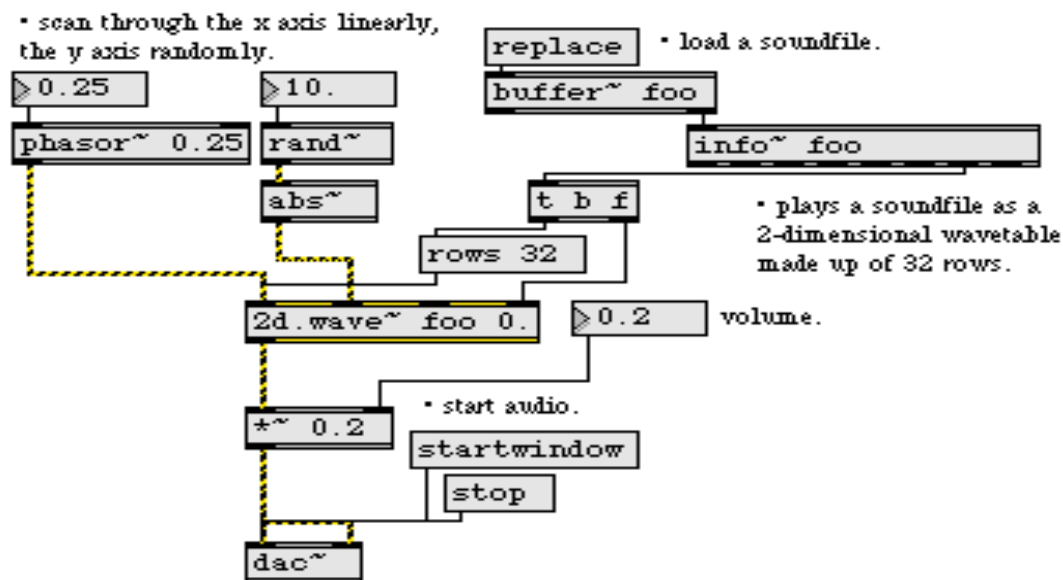 • scan through the x axis linearly,
the y axis randomly.
replace
• load a soundfile.
0.25
10.
buffer~ foo
phasor~ 0.25
rand~
info~ foo
abs~
t b f
• plays a soundfile as a
2-dimensional wavetable
made up of 32 rows.
rows 32
2d.wave~ foo 0.
0.2
volume.
• start audio.
*~ 0.2
startwindow
stop
dac~